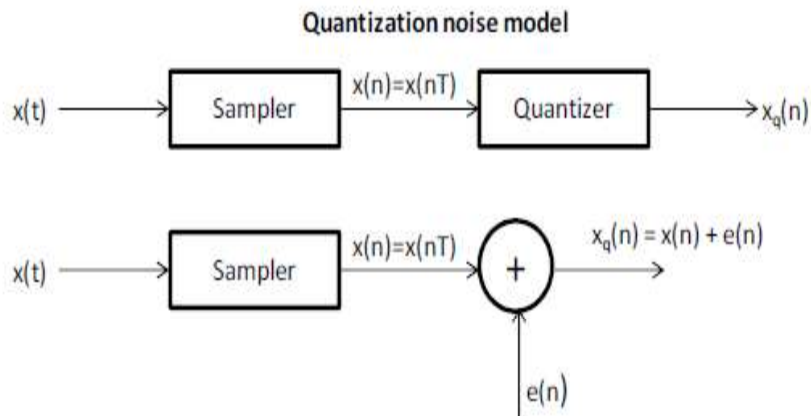 Quantization noise model
x(t)
Sampler
x(n)=x(nT)
Quantizer
xq(n)
x(t)
Sampler
x(n)=x(nT)
+
xq(n) = x(n) + e(n)
e(n)